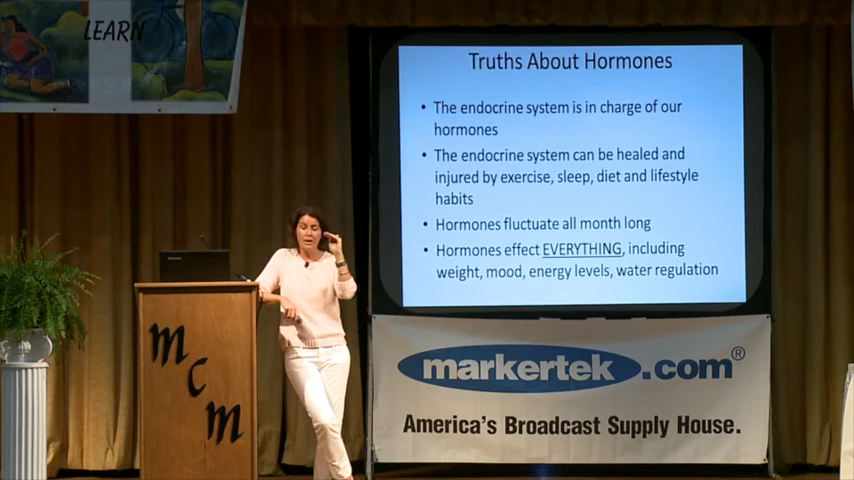 LEARN
Truths About Hormones
• The endocrine system is in charge of our
hormones
• The endocrine system can be healed and
injured by exercise, sleep, diet and lifestyle
habits
• Hormones fluctuate all month long
• Hormones effect EVERYTHING, including
weight, mood, energy levels, water regulation
mcm
markertek.com®
America's Broadcast Supply House.